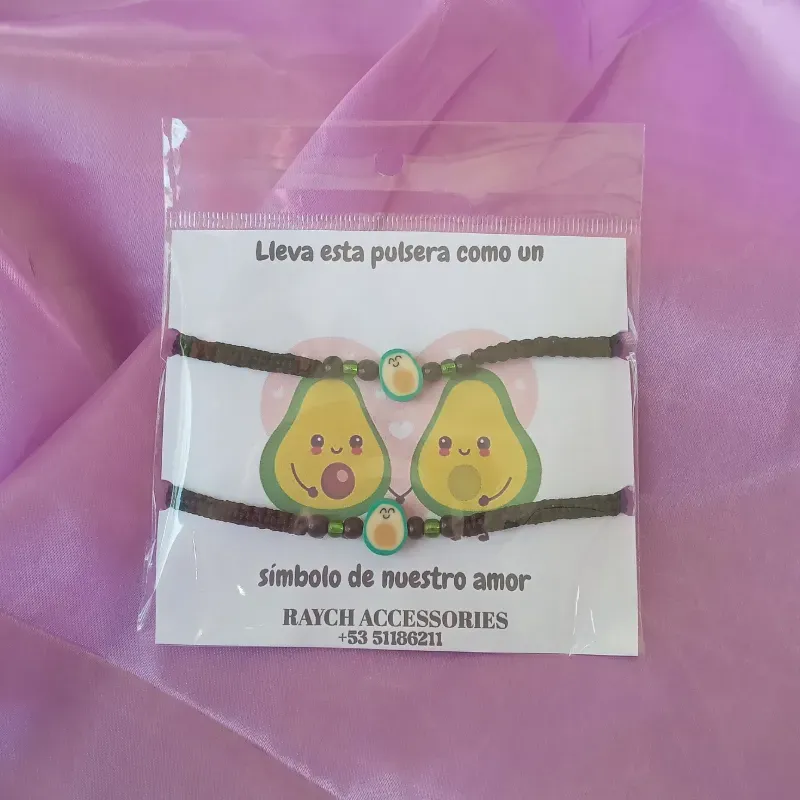 Lleva esta pulsera como un
símbolo de nuestro amor
RAYCH ACCESSORIES
+53 51186211